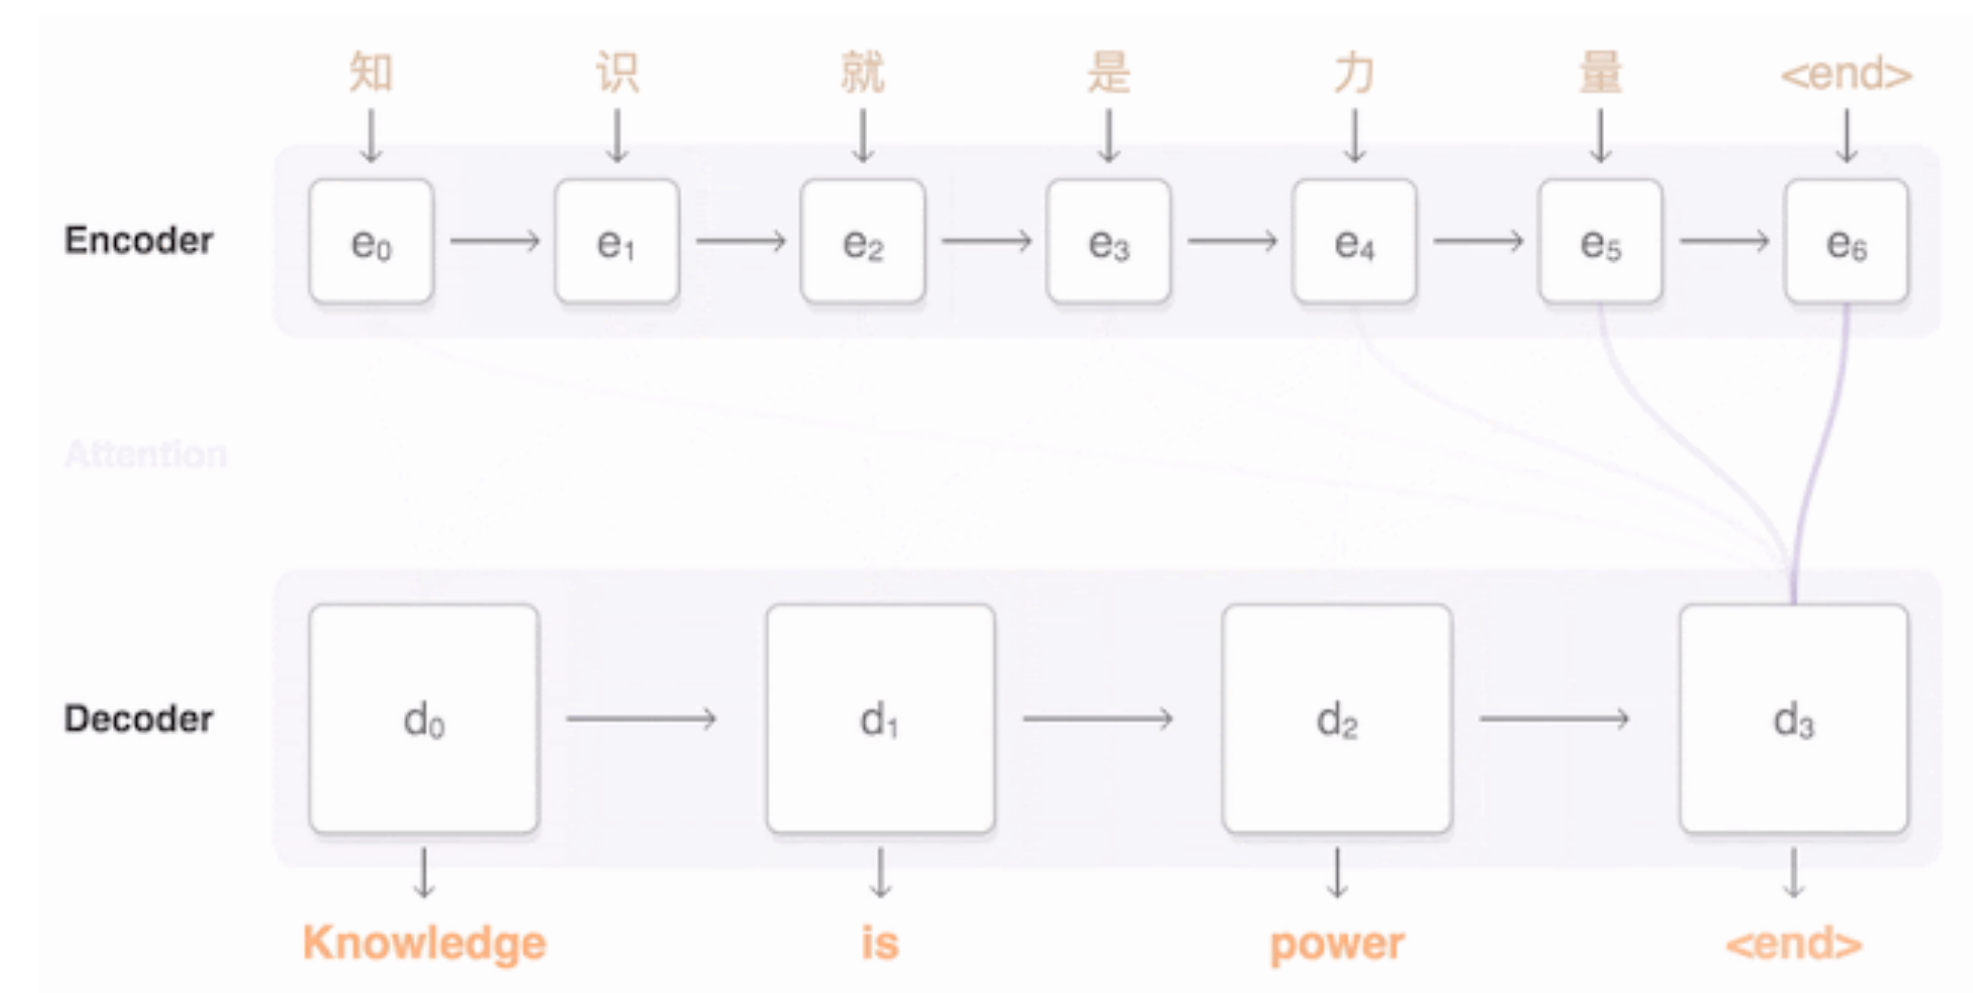 知 识 就 是 力 量 <end>
Encoder e₀ e₁ e₂ e₃ e₄ e₅ e₆
Attention
Decoder d₀ d₁ d₂ d₃
Knowledge is power <end>